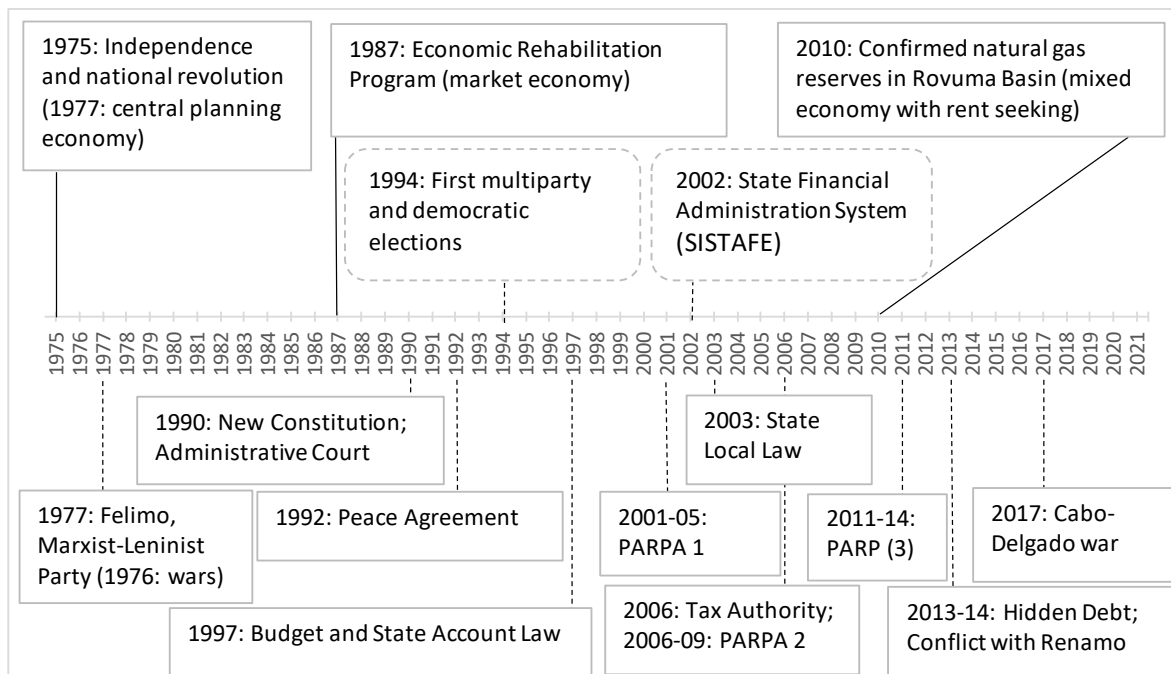 1975: Independence
and national revolution
(1977: central planning
economy)
1987: Economic Rehabilitation
Program (market economy)
2010: Confirmed natural gas
reserves in Rovuma Basin (mixed
economy with rent seeking)
1994: First multiparty
and democratic
elections
2002: State Financial
Administration System
(SISTAFE)
1975
1976
1977
1978
1979
1980
1981
1982
1983
1984
1985
1986
1987
1988
1989
1990
1991
1992
1993
1994
1995
1996
1997
1998
1999
2000
2001
2002
2003
2004
2005
2006
2007
2008
2009
2010
2011
2012
2013
2014
2015
2016
2017
2018
2019
2020
2021
1990: New Constitution;
Administrative Court
2003: State
Local Law
1977: Felimo,
Marxist-Leninist
Party (1976: wars)
1992: Peace Agreement
2001-05:
PARPA 1
2011-14:
PARP (3)
2017: Cabo-
Delgado war
1997: Budget and State Account Law
2006: Tax Authority;
2006-09: PARPA 2
2013-14: Hidden Debt;
Conflict with Renamo